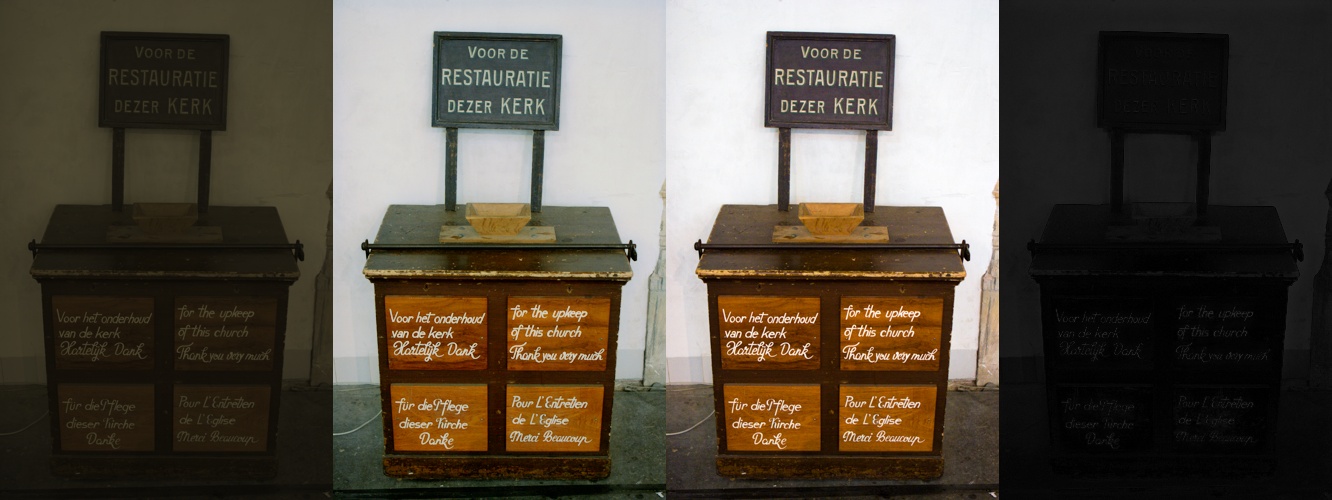 VOOR DE
RESTAURATIE
DEZER KERK
Voor het onderhoud
van de kerk
Hartelijk Dank
for the upkeep
of this church
Thank you very much
für die Pflege
dieser Kirche
Danke
Pour L'Entretien
de L'Eglise
Merci Beaucoup
VOOR DE
RESTAURATIE
DEZER KERK
Voor het onderhoud
van de kerk
Hartelijk Dank
for the upkeep
of this church
Thank you very much
für die Pflege
dieser Kirche
Danke
Pour L'Entretien
de L'Eglise
Merci Beaucoup
VOOR DE
RESTAURATIE
DEZER KERK
Voor het onderhoud
van de kerk
Hartelijk Dank
for the upkeep
of this church
Thank you very much
für die Pflege
dieser Kirche
Danke
Pour L'Entretien
de L'Eglise
Merci Beaucoup
Voor het onderhoud
van de kerk
Hartelijk Dank
for the upkeep
of this church
Thank you very much
für die Pflege
dieser Kirche
Danke
Pour L'Entretien
de L'Eglise
Merci Beaucoup